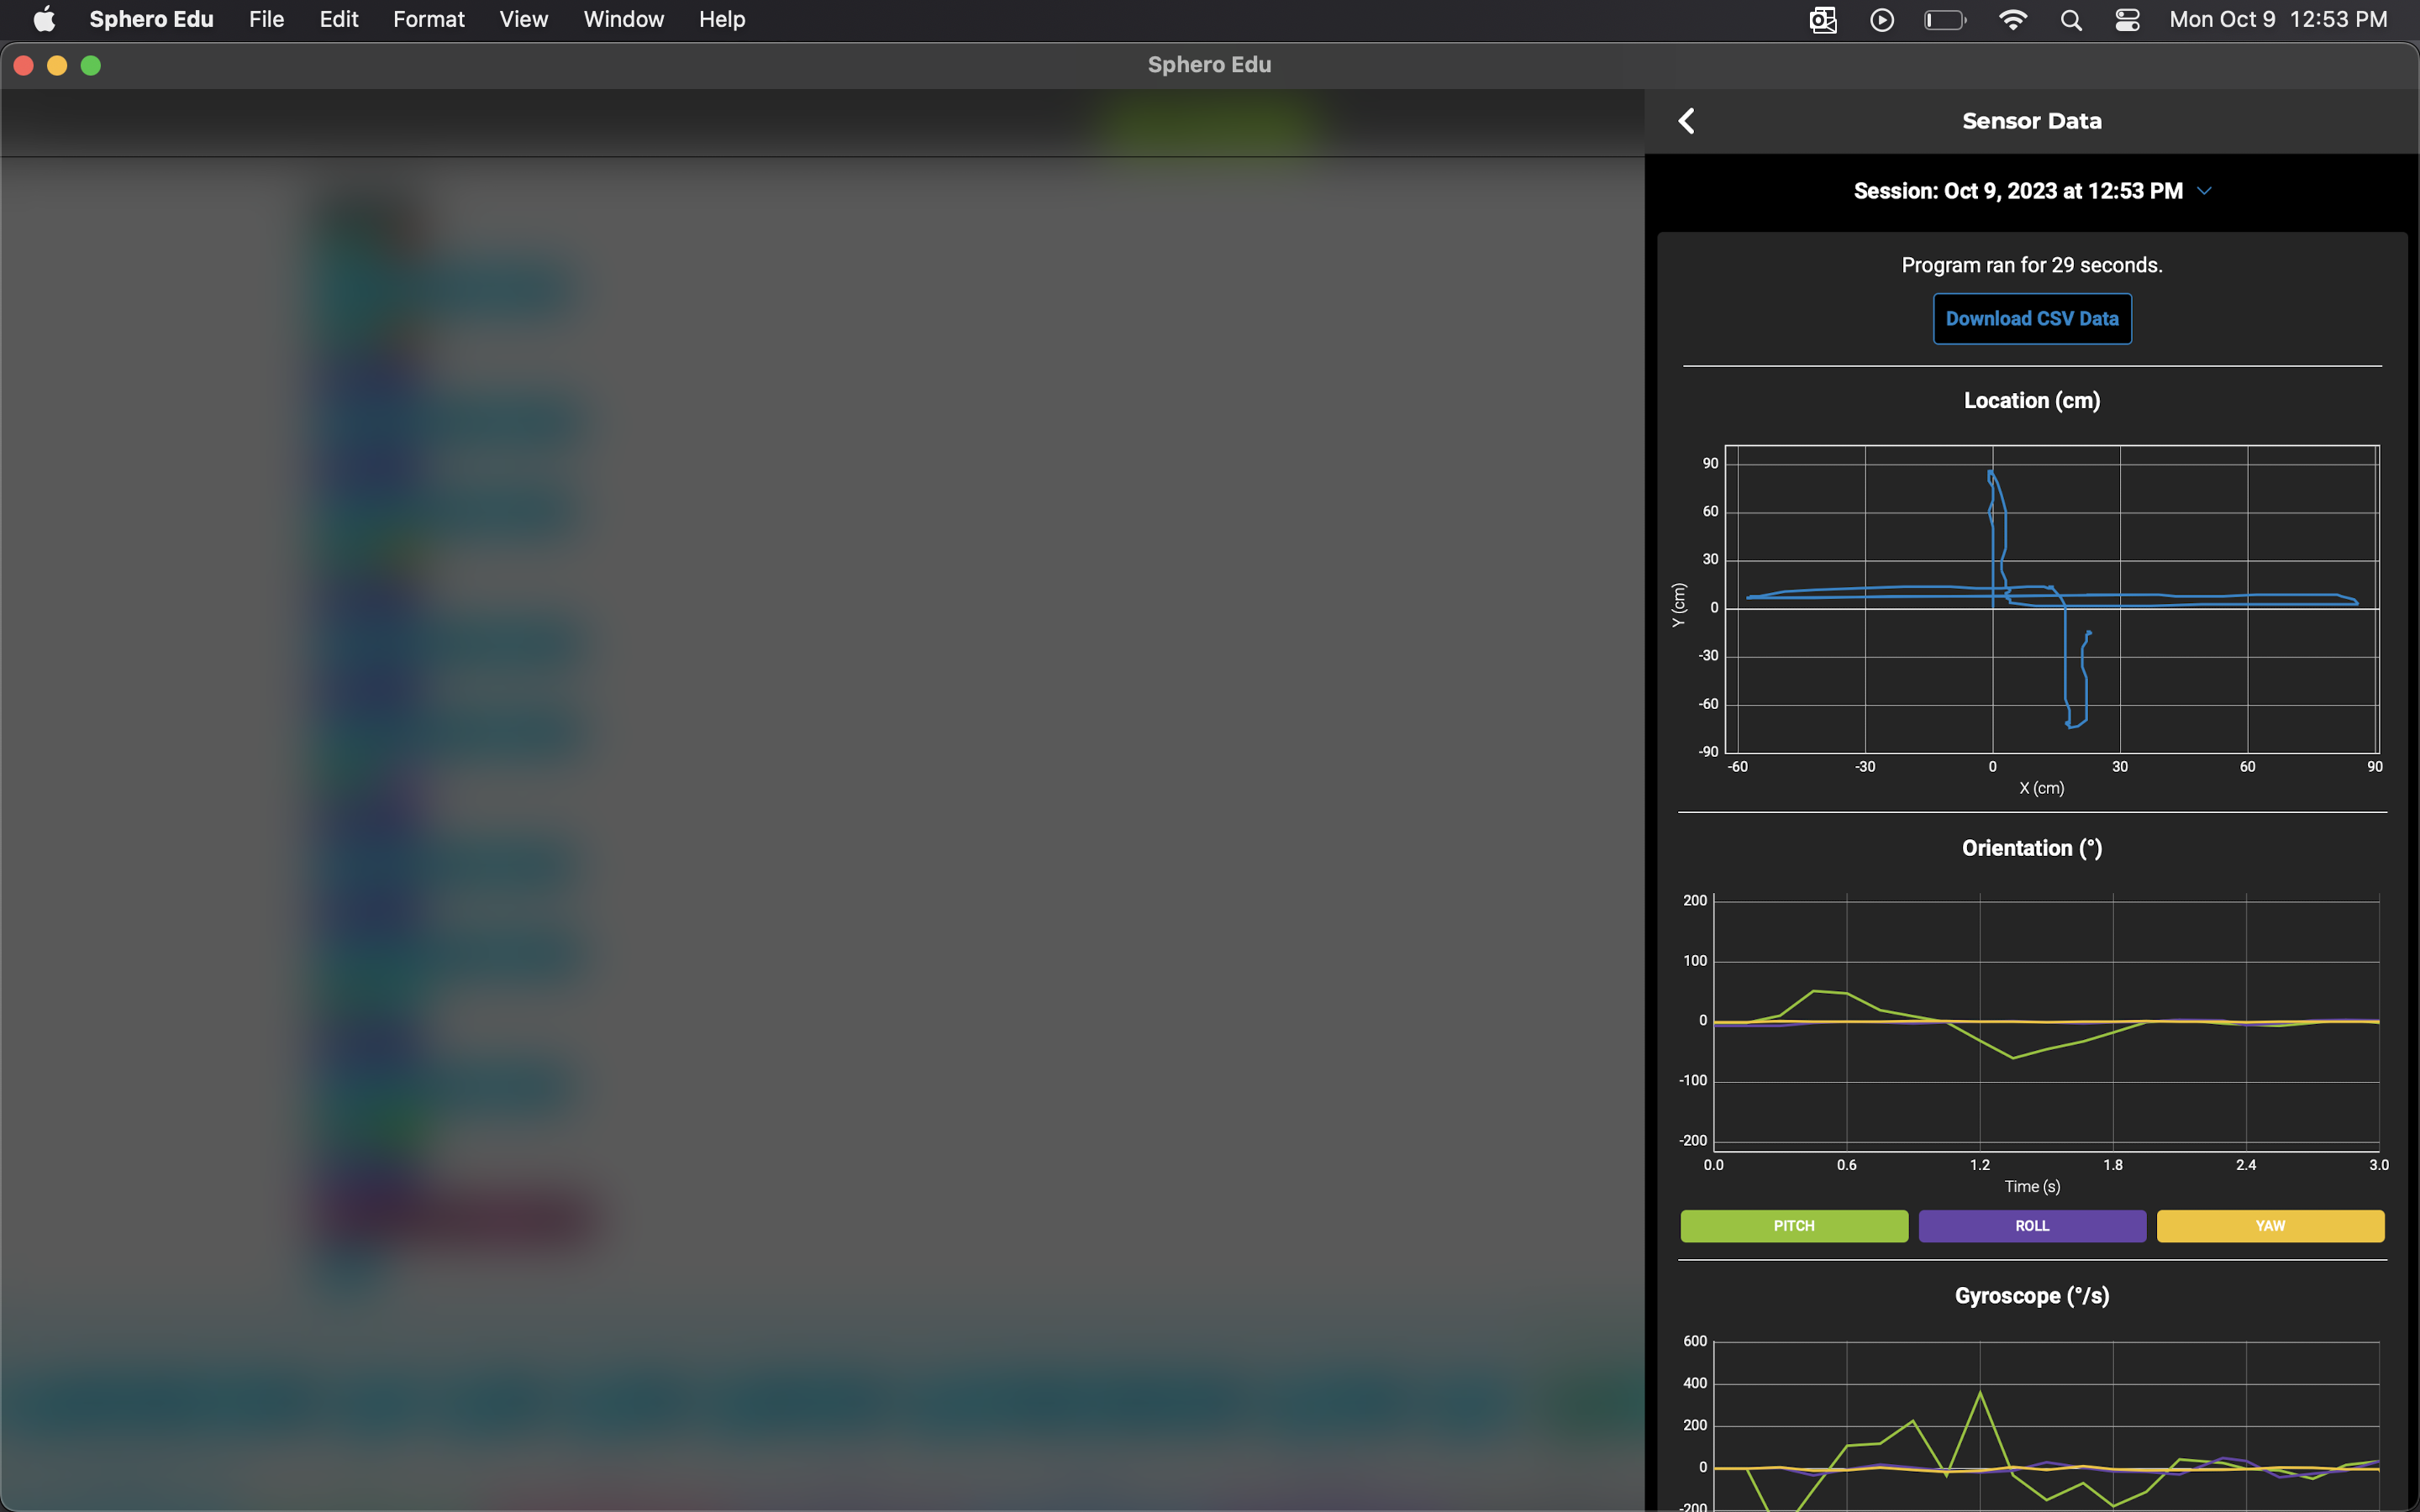 Sphero Edu File Edit Format View Window Help Mon Oct 9 12:53 PM
Sphero Edu
Sensor Data
Session: Oct 9, 2023 at 12:53 PM
Program ran for 29 seconds.
Download CSV Data
Location (cm)
90
60
30
0
-30
-60
-90
Y (cm)
-60 -30 0 30 60 90
X (cm)
Orientation (°)
200
100
0
-100
-200
0.0 0.6 1.2 1.8 2.4 3.0
Time (s)
PITCH ROLL YAW
Gyroscope (°/s)
600
400
200
0
-200